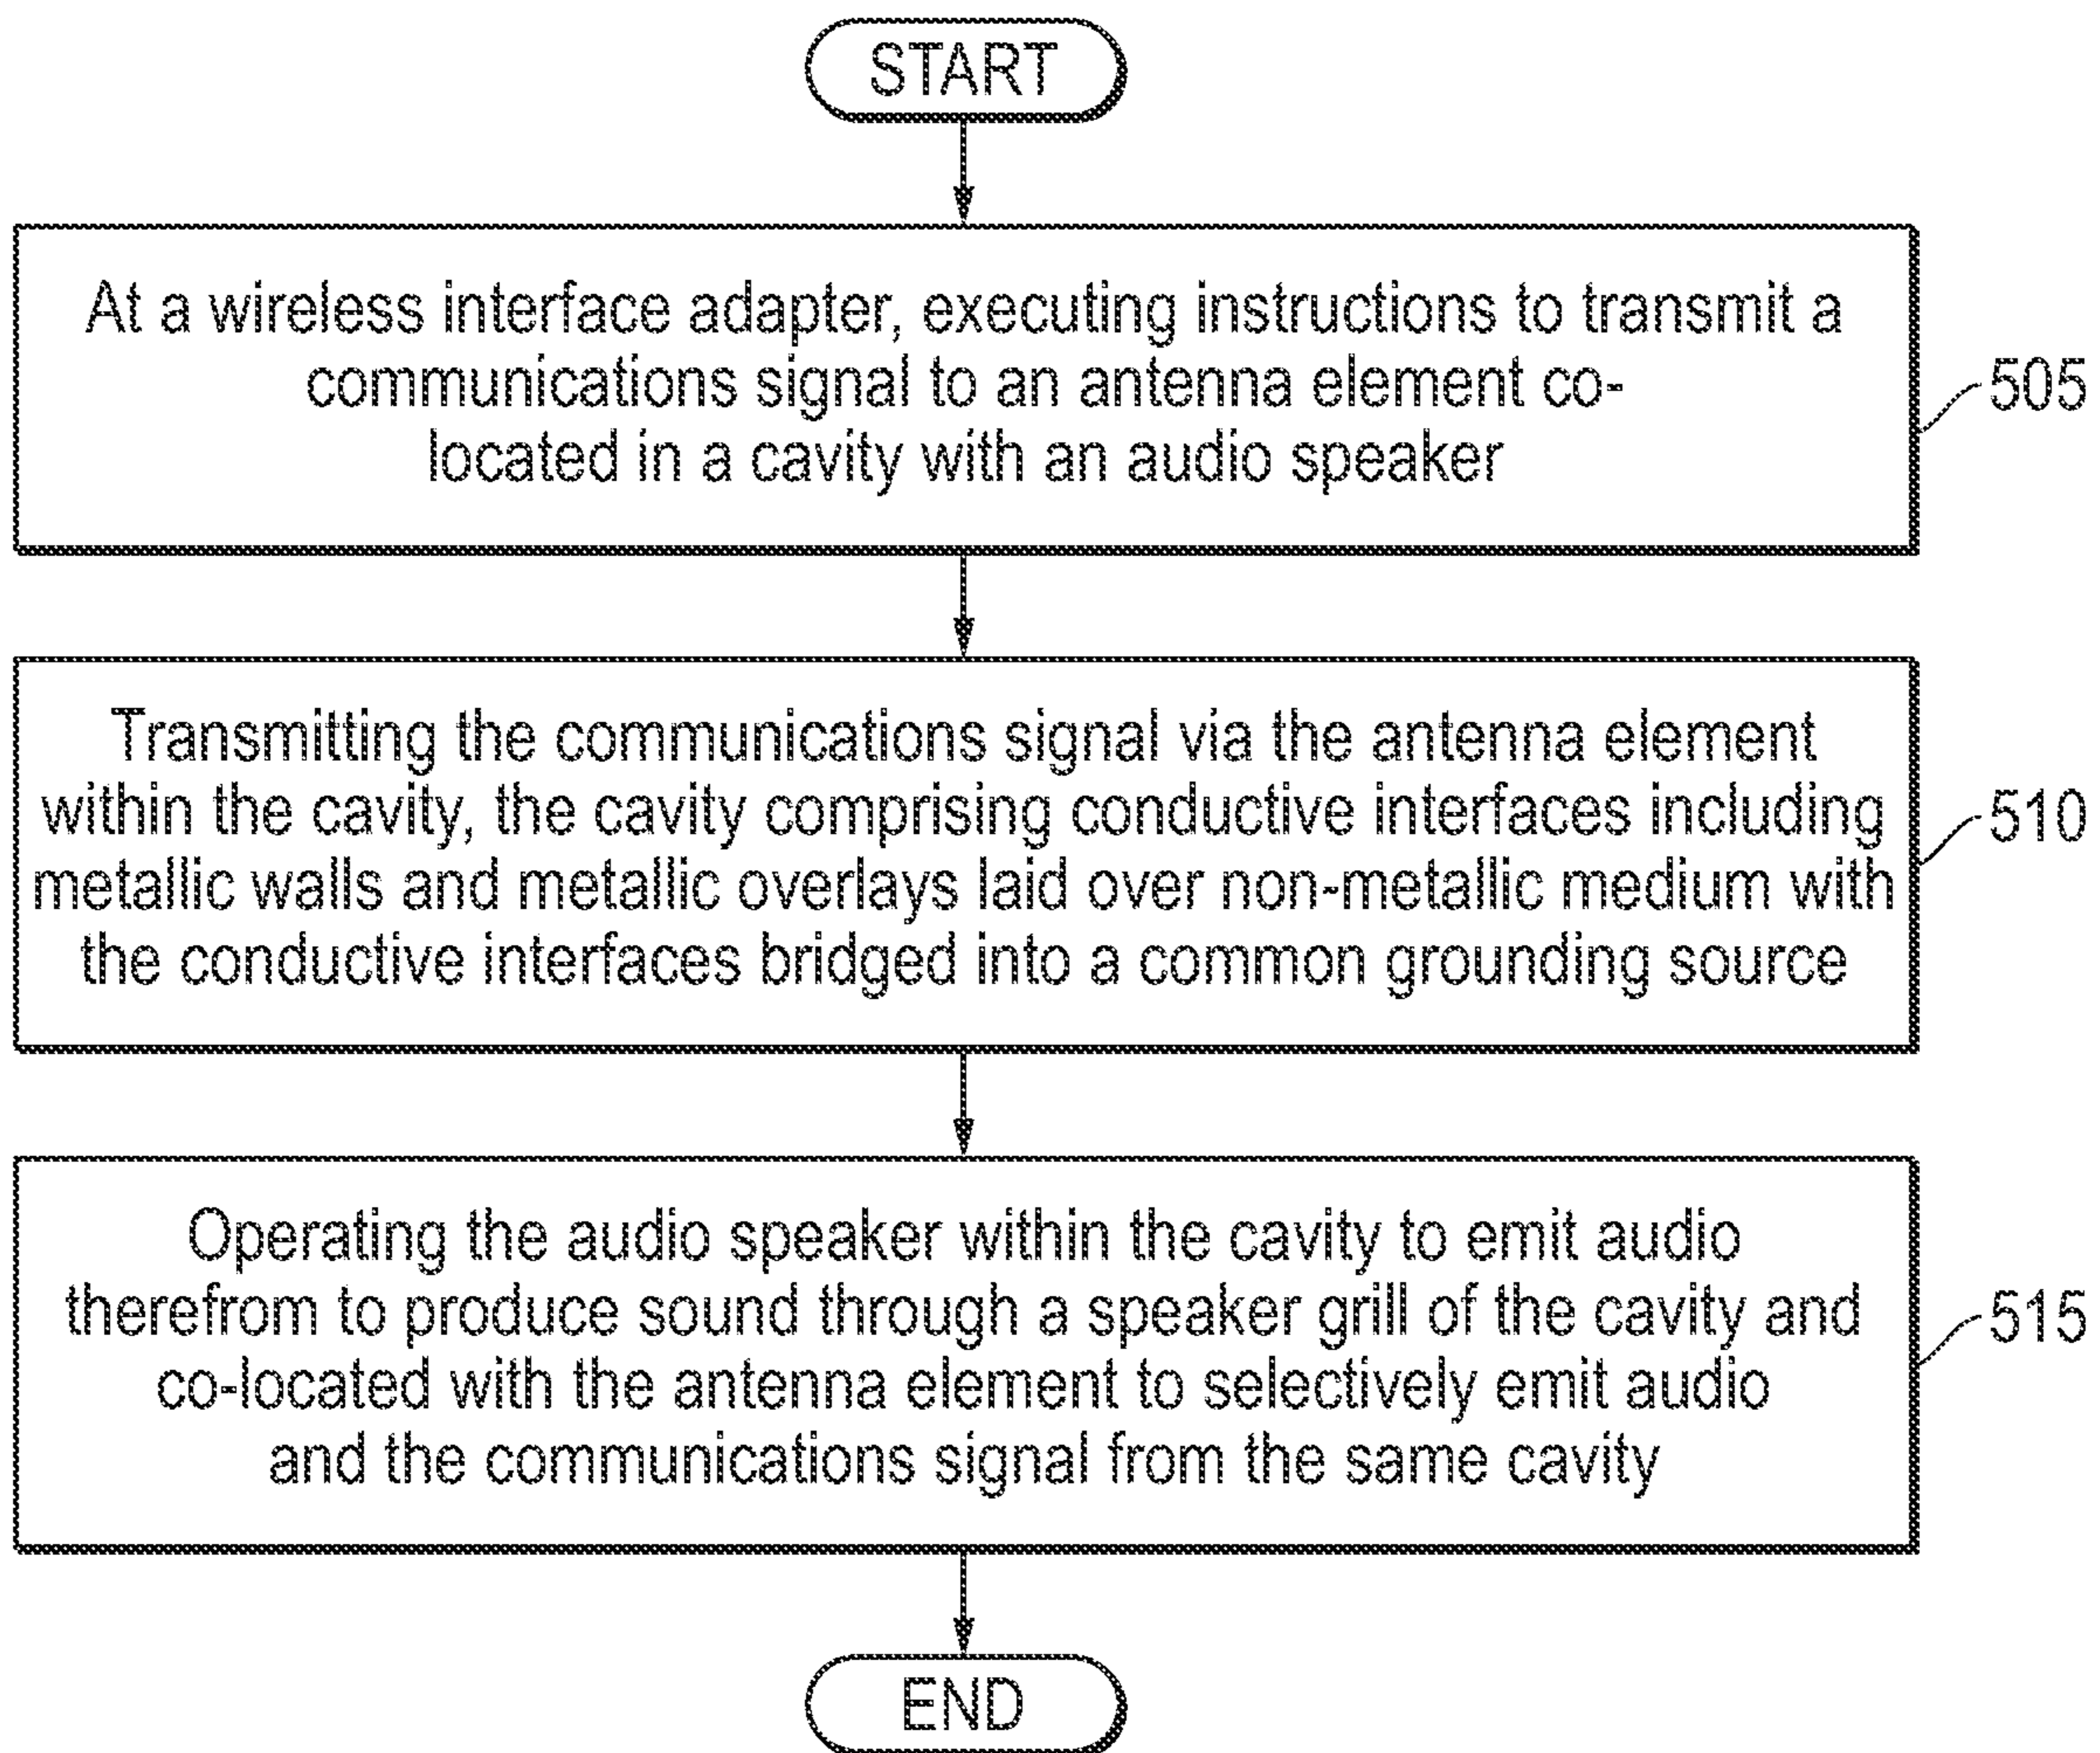 START
At a wireless interface adapter, executing instructions to transmit a
communications signal to an antenna element co-
located in a cavity with an audio speaker
505
Transmitting the communications signal via the antenna element
within the cavity, the cavity comprising conductive interfaces including
metallic walls and metallic overlays laid over non-metallic medium with
the conductive interfaces bridged into a common grounding source
510
Operating the audio speaker within the cavity to emit audio
therefrom to produce sound through a speaker grill of the cavity and
co-located with the antenna element to selectively emit audio
and the communications signal from the same cavity
515
END